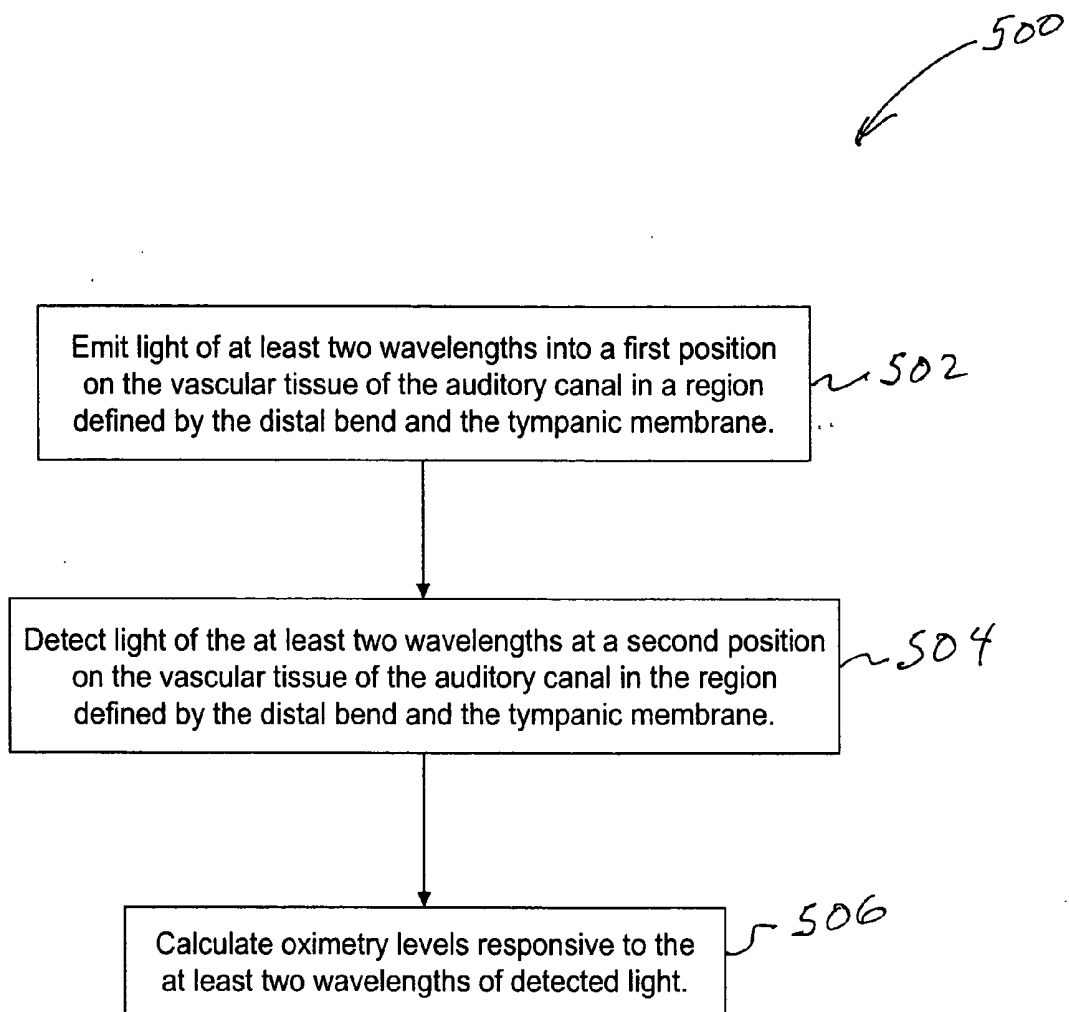 500
Emit light of at least two wavelengths into a first position
on the vascular tissue of the auditory canal in a region
defined by the distal bend and the tympanic membrane.
502
Detect light of the at least two wavelengths at a second position
on the vascular tissue of the auditory canal in the region
defined by the distal bend and the tympanic membrane.
504
Calculate oximetry levels responsive to the
at least two wavelengths of detected light.
506